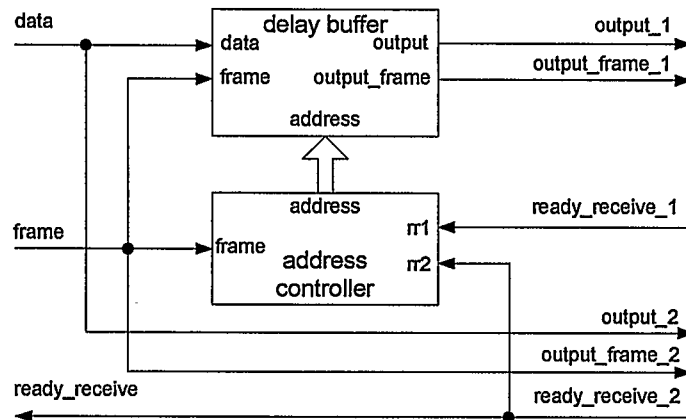 data
delay buffer
output_1
data
output
frame
output_frame
output_frame_1
address
address
ready_receive_1
rr1
frame
frame
address
controller
rr2
output_2
output_frame_2
ready_receive
ready_receive_2